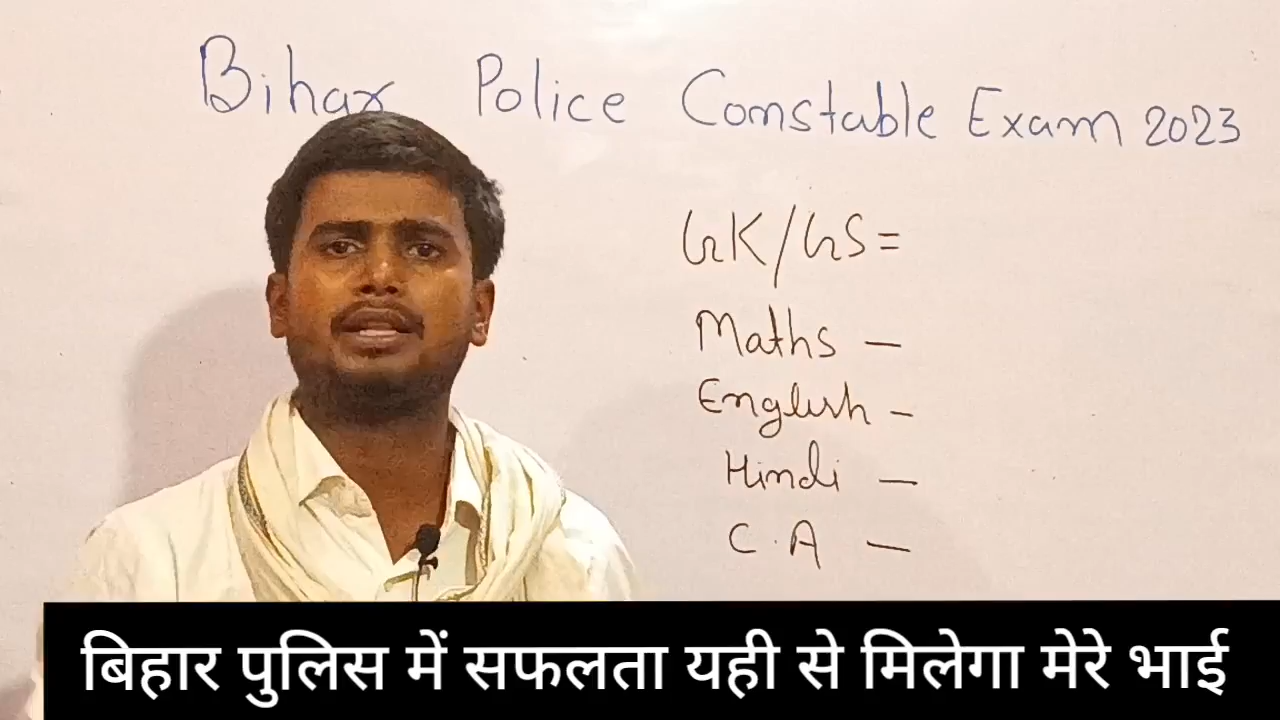 Bihar Police Constable Exam 2023
GK/GS=
Maths –
English –
Hindi –
C.A –
बिहार पुलिस में सफलता यही से मिलेगा मेरे भाई